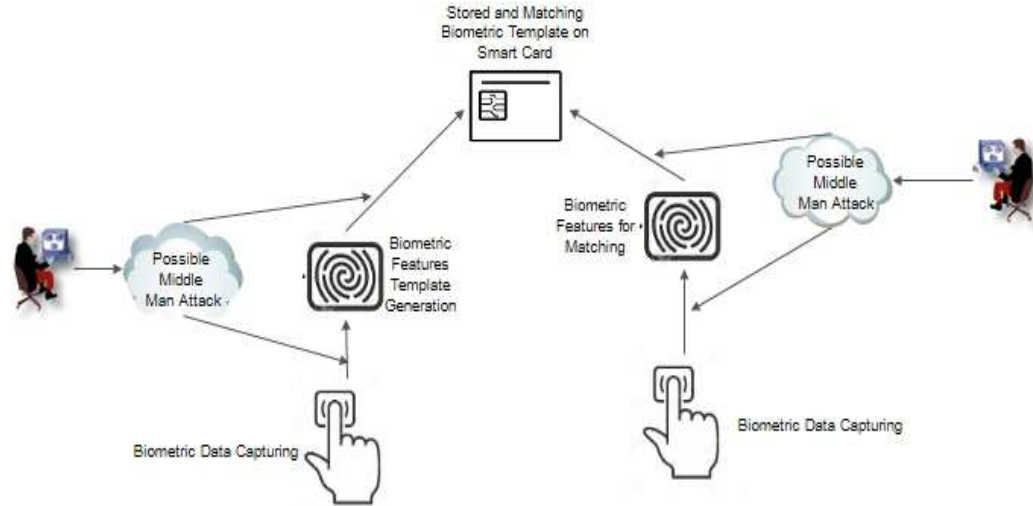 Stored and Matching
Biometric Template on
Smart Card
Possible
Middle
Man Attack
Biometric
Features for
Matching
Biometric
Features
Template
Generation
Possible
Middle
Man Attack
Biometric Data Capturing
Biometric Data Capturing